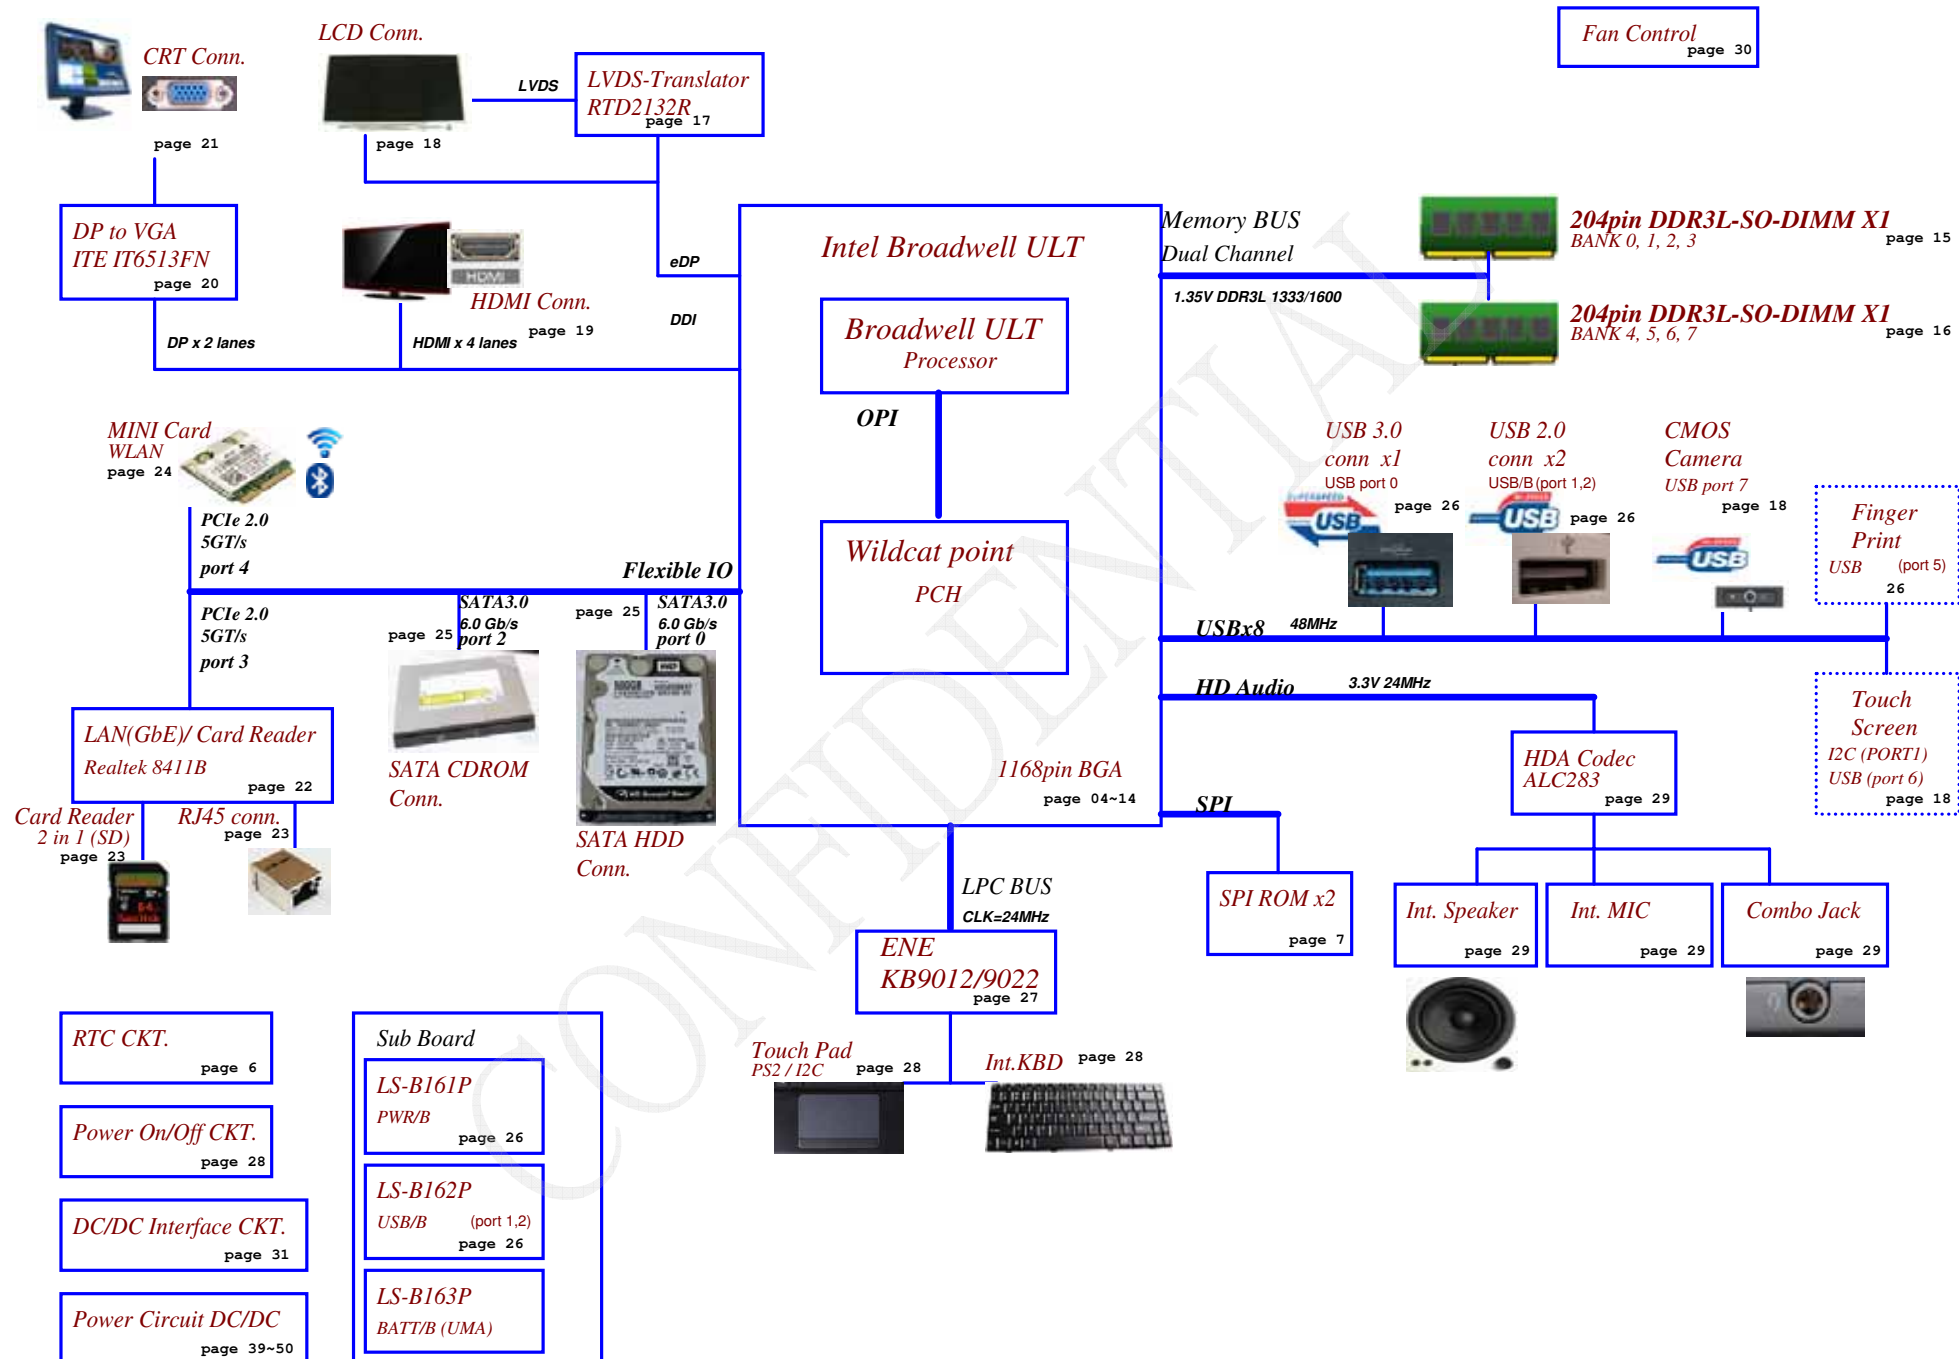 CRT Conn.
page 21
LCD Conn.
page 18
LVDS
LVDS-Translator
RTD2132R
page 17
Fan Control
page 30
DP to VGA
ITE IT6513FN
page 20
HDMI
HDMI Conn.
page 19
eDP
DDI
DP x 2 lanes
HDMI x 4 lanes
Intel Broadwell ULT
Broadwell ULT
Processor
OPI
Wildcat point
PCH
1168pin BGA
page 04~14
Memory BUS
Dual Channel
1.35V DDR3L 1333/1600
204pin DDR3L-SO-DIMM X1
BANK 0, 1, 2, 3
page 15
204pin DDR3L-SO-DIMM X1
BANK 4, 5, 6, 7
page 16
MINI Card
WLAN
page 24
PCIe 2.0
5GT/s
port 4
Flexible IO
PCIe 2.0
5GT/s
port 3
page 25
SATA3.0
6.0 Gb/s
port 2
page 25
SATA3.0
6.0 Gb/s
port 0
SATA CDROM
Conn.
SATA HDD
Conn.
LAN(GbE)/ Card Reader
Realtek 8411B
page 22
Card Reader
2 in 1 (SD)
page 23
RJ45 conn.
page 23
USB 3.0
conn x1
USB port 0
page 26
USB
USB 2.0
conn x2
USB/B (port 1,2)
page 26
USB
CMOS
Camera
USB port 7
page 18
USB
Finger
Print
USB (port 5)
26
USBx8
48MHz
HD Audio
3.3V 24MHz
Touch
Screen
I2C (PORT1)
USB (port 6)
page 18
HDA Codec
ALC283
page 29
SPI
SPI ROM x2
page 7
Int. Speaker
page 29
Int. MIC
page 29
Combo Jack
page 29
LPC BUS
CLK=24MHz
ENE
KB9012/9022
page 27
Touch Pad
PS2 / I2C
page 28
Int.KBD
page 28
RTC CKT.
page 6
Power On/Off CKT.
page 28
DC/DC Interface CKT.
page 31
Power Circuit DC/DC
page 39~50
Sub Board
LS-B161P
PWR/B
page 26
LS-B162P
USB/B (port 1,2)
page 26
LS-B163P
BATT/B (UMA)
CONFIDENTIAL